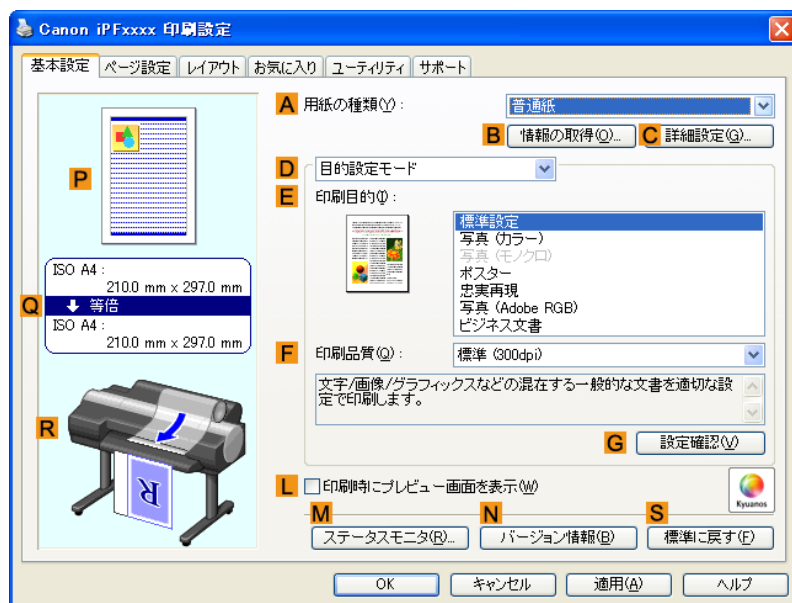 Canon iPFxxxx 印刷設定
基本設定 ページ設定 レイアウト お気に入り ユーティリティ サポート
A 用紙の種類(Y): 普通紙
B 情報の取得(O)... C 詳細設定(G)...
D 目的設定モード
E 印刷目的(I):
標準設定
写真 (カラー)
写真 (モノクロ)
ポスター
忠実再現
写真 (Adobe RGB)
ビジネス文書
F 印刷品質(Q): 標準 (300dpi)
文字/画像/グラフィックスなどの混在する一般的な文書を適切な設
定で印刷します。
G 設定確認(V)
P
Q
ISO A4 :
210.0 mm x 297.0 mm
等倍
ISO A4 :
210.0 mm x 297.0 mm
R
R
L 印刷時にプレビュー画面を表示(W)
Kyuanos
M ステータスモニタ(R)... N バージョン情報(B) S 標準に戻す(F)
OK キャンセル 適用(A) ヘルプ